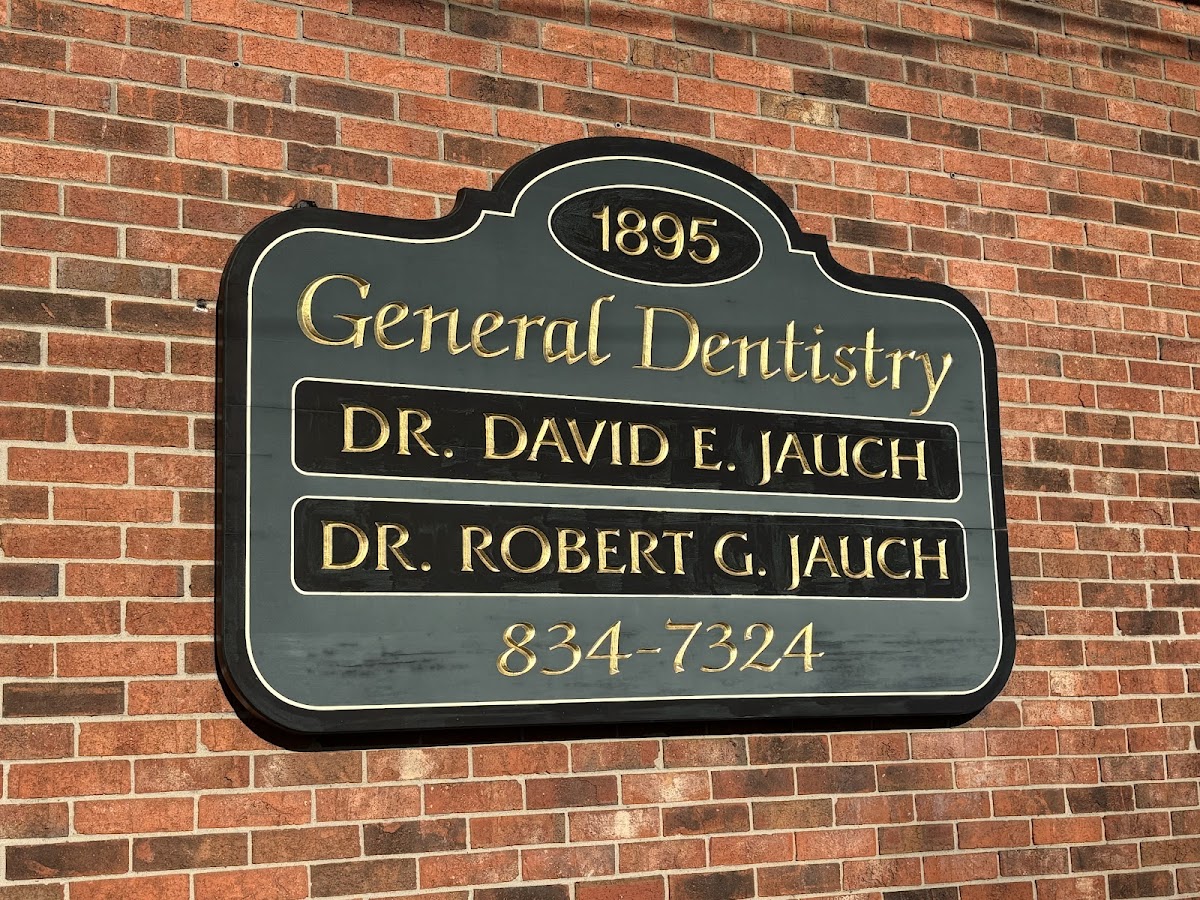 1895
General Dentistry
DR. DAVID E. JAUCH
DR. ROBERT G. JAUCH
834-7324